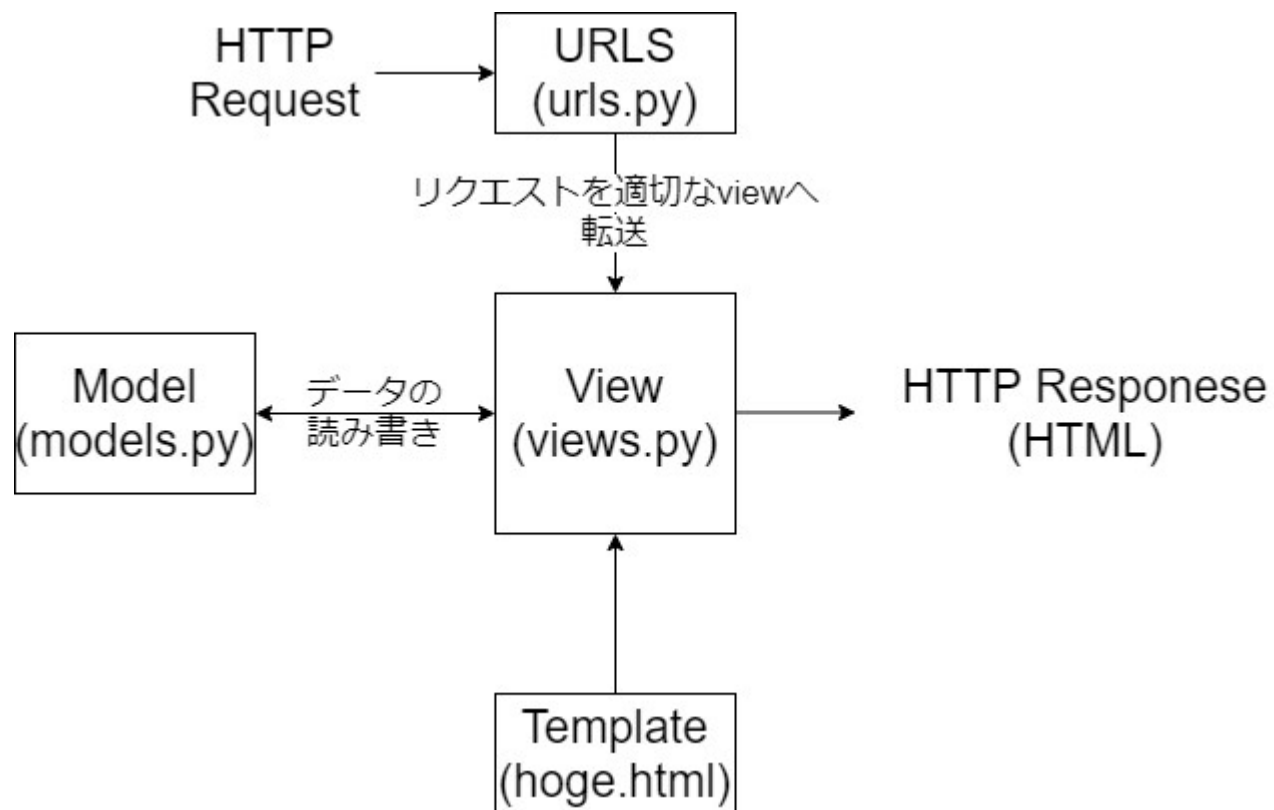 HTTP
Request
URLS
(urls.py)
リクエストを適切なviewへ
転送
Model
(models.py)
データの
読み書き
View
(views.py)
HTTP Responese
(HTML)
Template
(hoge.html)